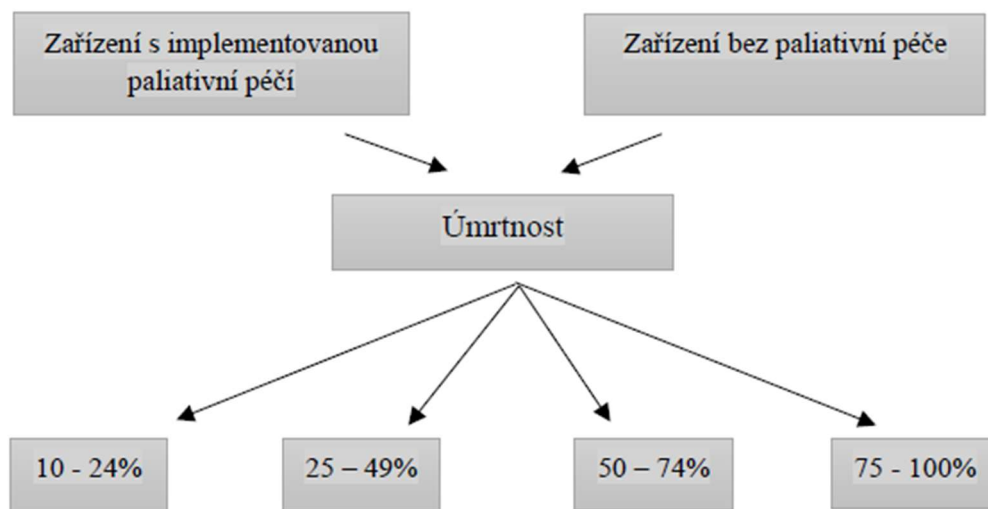 Zařízení s implementovanou
paliativní péčí
Zařízení bez paliativní péče
Úmrtnost
10 - 24%
25 – 49%
50 – 74%
75 - 100%